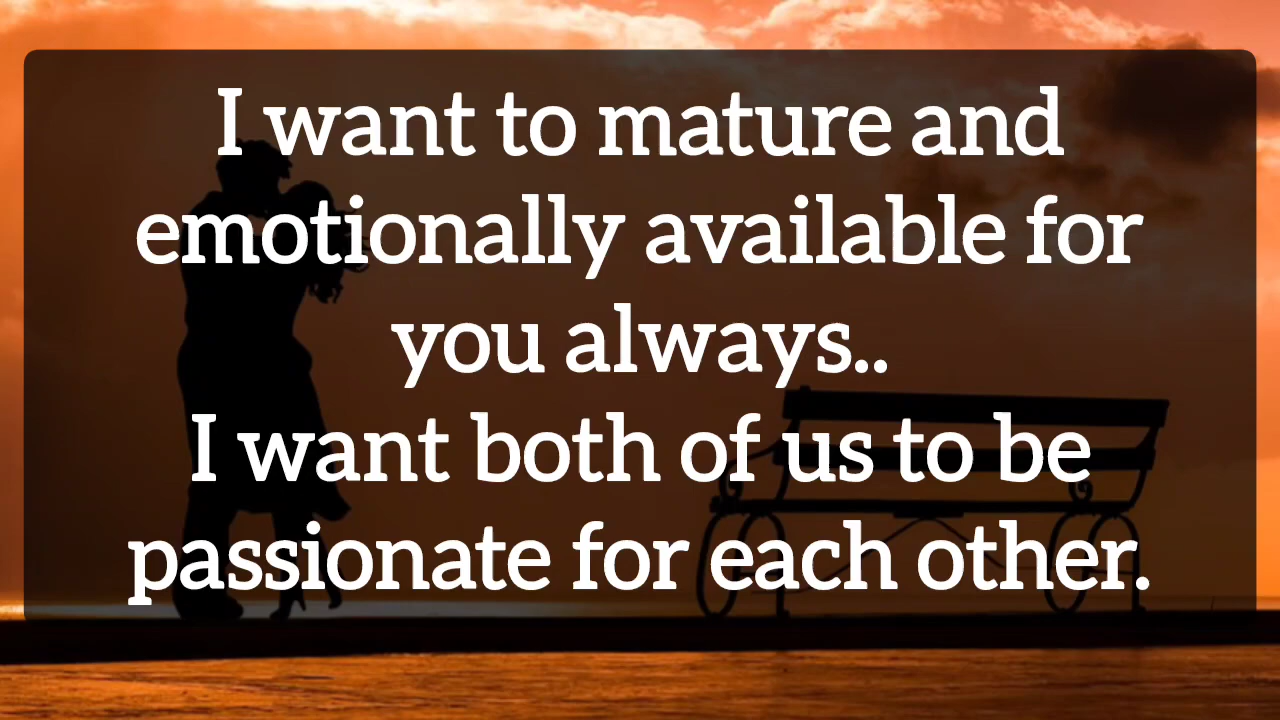 I want to mature and
emotionally available for
you always..
I want both of us to be
passionate for each other.